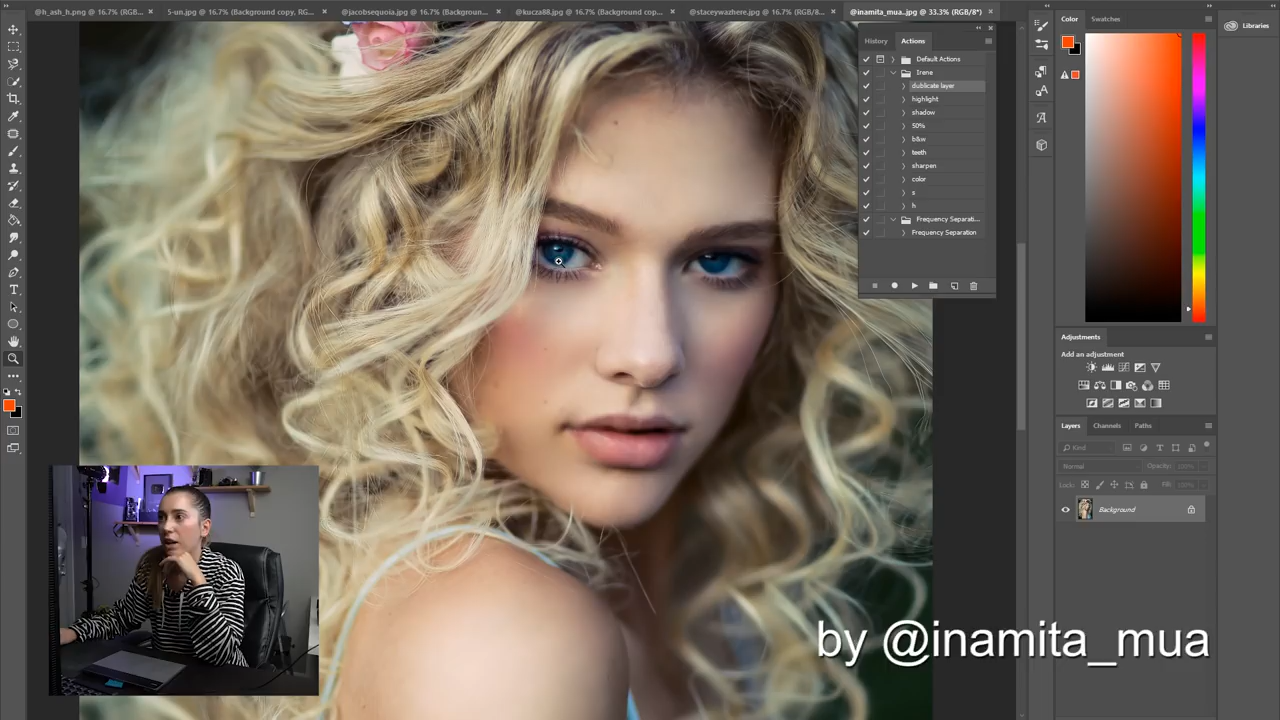 @h_ash_h.png @ 16.7% (RGB/8#)
5-un.jpg @ 16.7% (Background copy, RG...
@jacobsequoia.jpg @ 16.7% (Backgroun...
@kucza88.jpg @ 16.7% (Background cop...
@staceywazhere.jpg @ 16.7% (RGB/8...
@inamita_mua..jpg @ 33.3% (RGB/8*)
History
Actions
Default Actions
Irene
dublicate layer
highlight
shadow
50%
b&w
teeth
sharpen
color
s
h
Frequency Separati...
Frequency Separation
Color
Swatches
Libraries
Adjustments
Add an adjustment
Layers
Channels
Paths
Kind
Normal
Opacity: 100%
Lock:
Fill: 100%
Background
by @inamita_mua